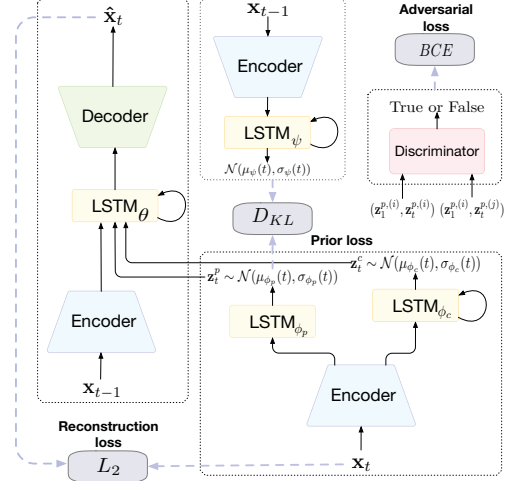 x̂_t
Decoder
LSTM_θ
Encoder
x_{t−1}
x_{t−1}
Encoder
LSTM_ψ
N(μ_ψ(t), σ_ψ(t))
D_{KL}
Prior loss
Adversarial
loss
BCE
True or False
Discriminator
(z_1^{p,(i)}, z_t^{p,(i)}) (z_1^{p,(i)}, z_t^{p,(j)})
z_t^c ∼ N(μ_{ϕ_c}(t), σ_{ϕ_c}(t))
z_t^p ∼ N(μ_{ϕ_p}(t), σ_{ϕ_p}(t))
LSTM_{ϕ_p}
LSTM_{ϕ_c}
Encoder
x_t
Reconstruction
loss
L_2